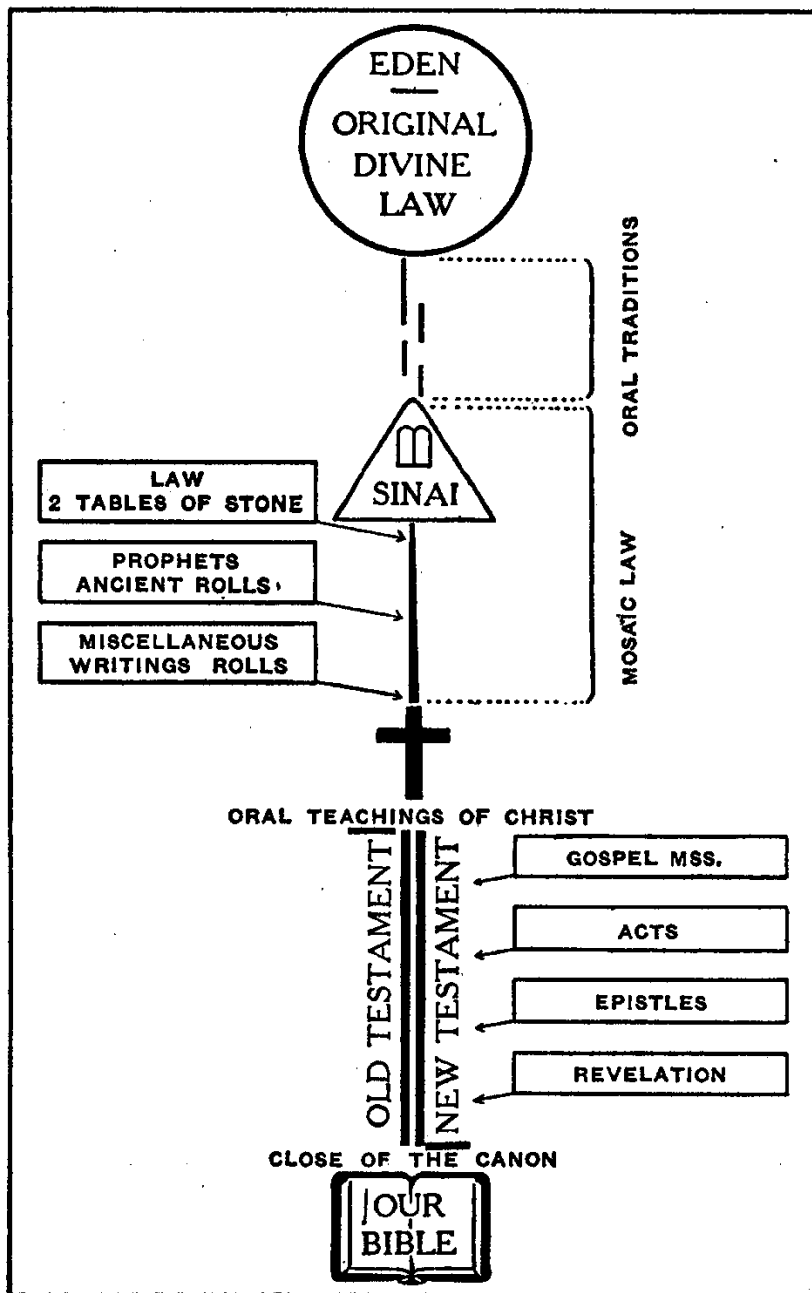 EDEN
ORIGINAL
DIVINE
LAW
ORAL TRADITIONS
SINAI
LAW
2 TABLES OF STONE
PROPHETS
ANCIENT ROLLS
MISCELLANEOUS
WRITINGS ROLLS
MOSAIC LAW
ORAL TEACHINGS OF CHRIST
OLD TESTAMENT
NEW TESTAMENT
GOSPEL MSS.
ACTS
EPISTLES
REVELATION
CLOSE OF THE CANON
OUR
BIBLE